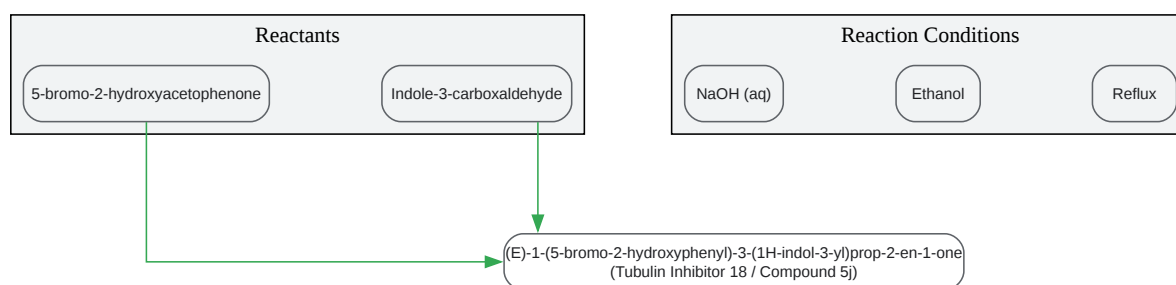 Reactants
5-bromo-2-hydroxyacetophenone
Indole-3-carboxaldehyde
Reaction Conditions
NaOH (aq)
Ethanol
Reflux
(E)-1-(5-bromo-2-hydroxyphenyl)-3-(1H-indol-3-yl)prop-2-en-1-one
(Tubulin Inhibitor 18 / Compound 5j)